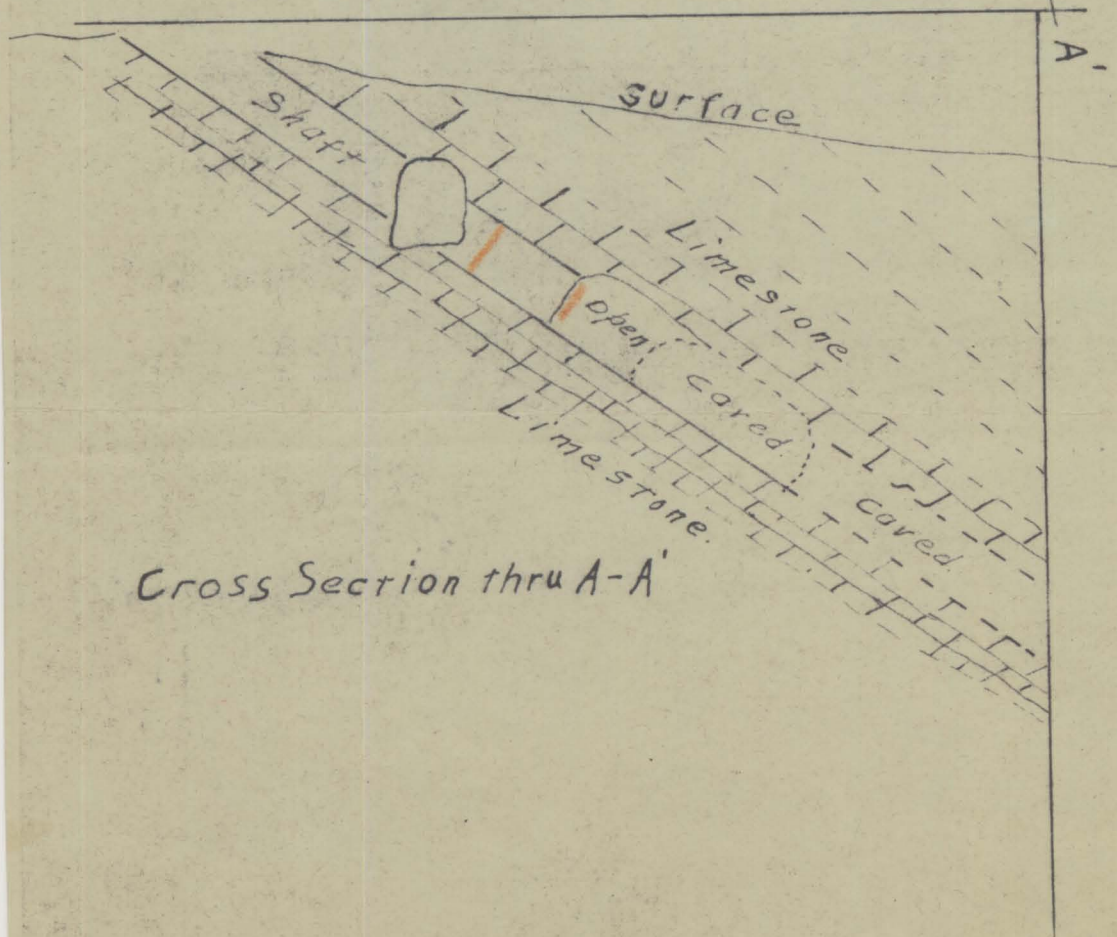 A'
Surface
Shaft
Limestone
Open
Caved
Caved
Limestone.
Cross Section thru A-A'